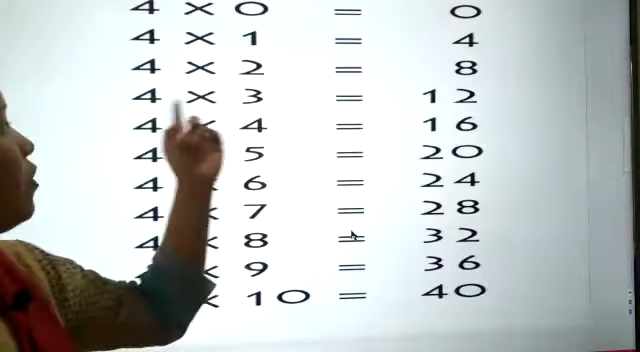 4 × 0 = 0
4 × 1 = 4
4 × 2 = 8
4 × 3 = 12
4 × 4 = 16
4 × 5 = 20
4 × 6 = 24
4 × 7 = 28
4 × 8 = 32
4 × 9 = 36
× 10 = 40